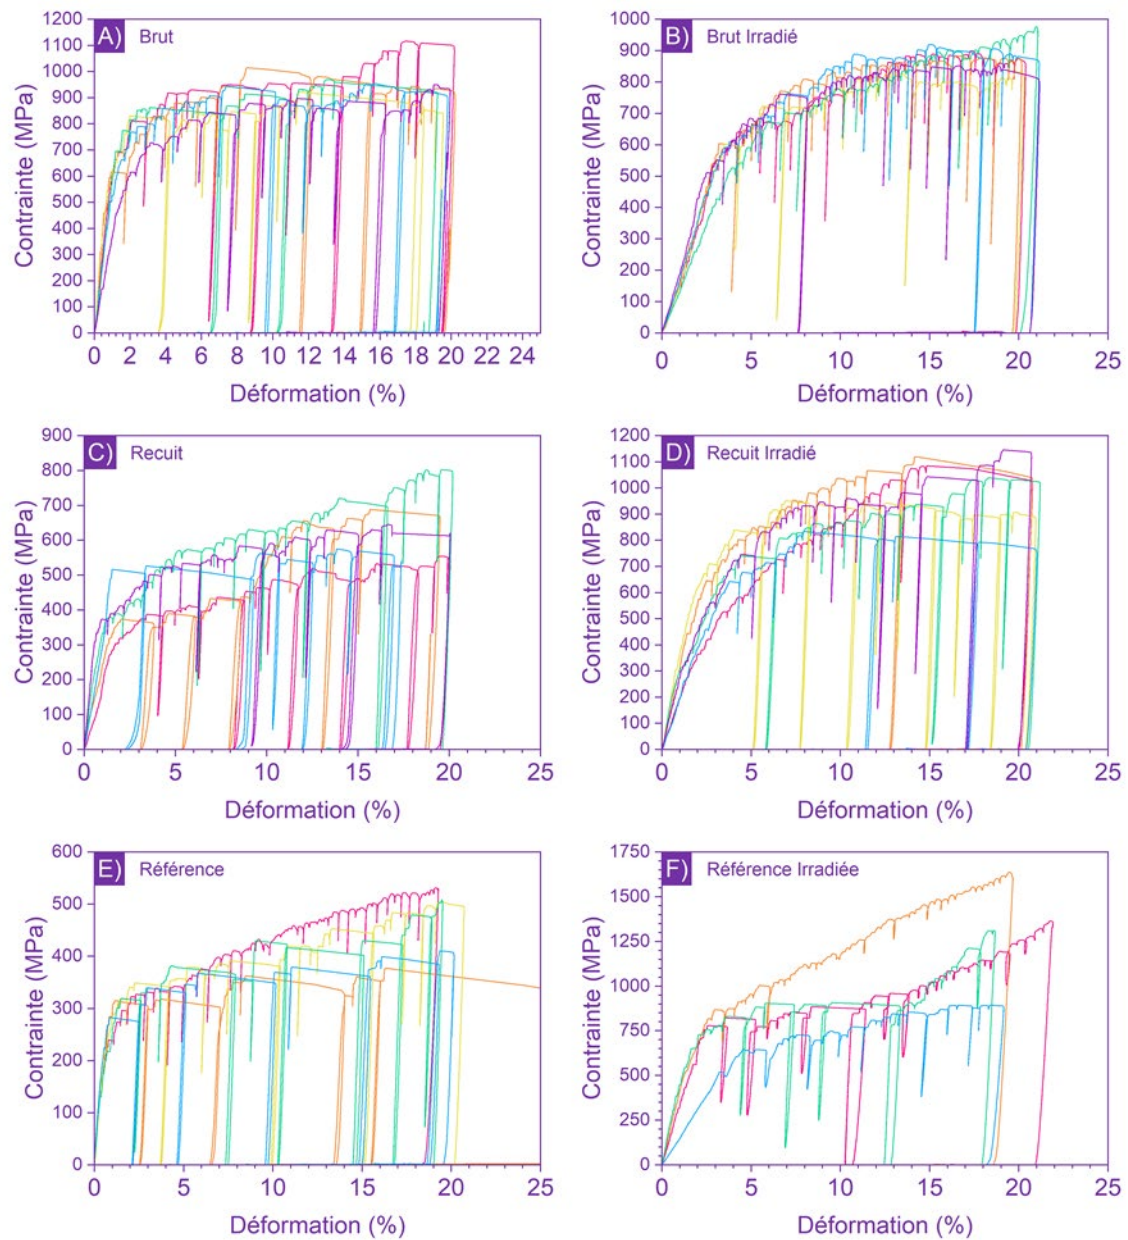 A) Brut
1200
1100
1000
900
800
700
600
500
400
300
200
100
0
0 2 4 6 8 10 12 14 16 18 20 22 24
Contrainte (MPa)
Déformation (%)
B) Brut Irradié
1000
900
800
700
600
500
400
300
200
100
0
0 5 10 15 20 25
Contrainte (MPa)
Déformation (%)
C) Recuit
900
800
700
600
500
400
300
200
100
0
0 5 10 15 20 25
Contrainte (MPa)
Déformation (%)
D) Recuit Irradié
1200
1100
1000
900
800
700
600
500
400
300
200
100
0
0 5 10 15 20 25
Contrainte (MPa)
Déformation (%)
E) Référence
600
500
400
300
200
100
0
0 5 10 15 20 25
Contrainte (MPa)
Déformation (%)
F) Référence Irradiée
1750
1500
1250
1000
750
500
250
0
0 5 10 15 20 25
Contrainte (MPa)
Déformation (%)